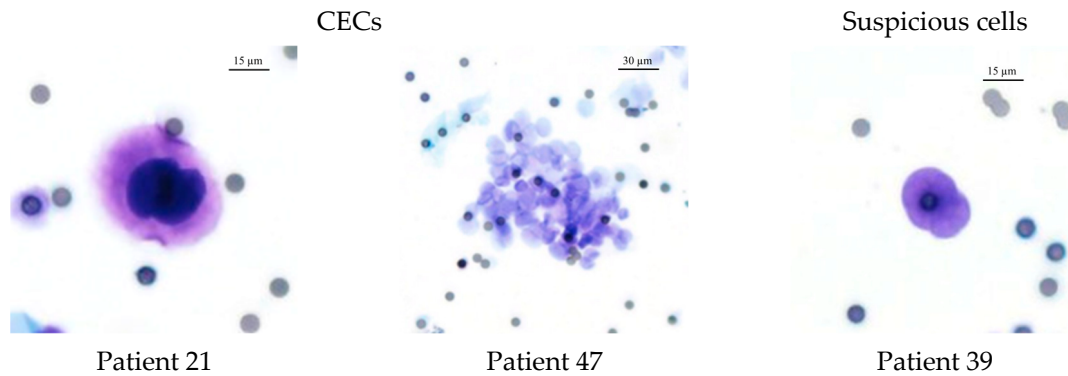 CECs Suspicious cells
15 µm 30 µm 15 µm
Patient 21 Patient 47 Patient 39